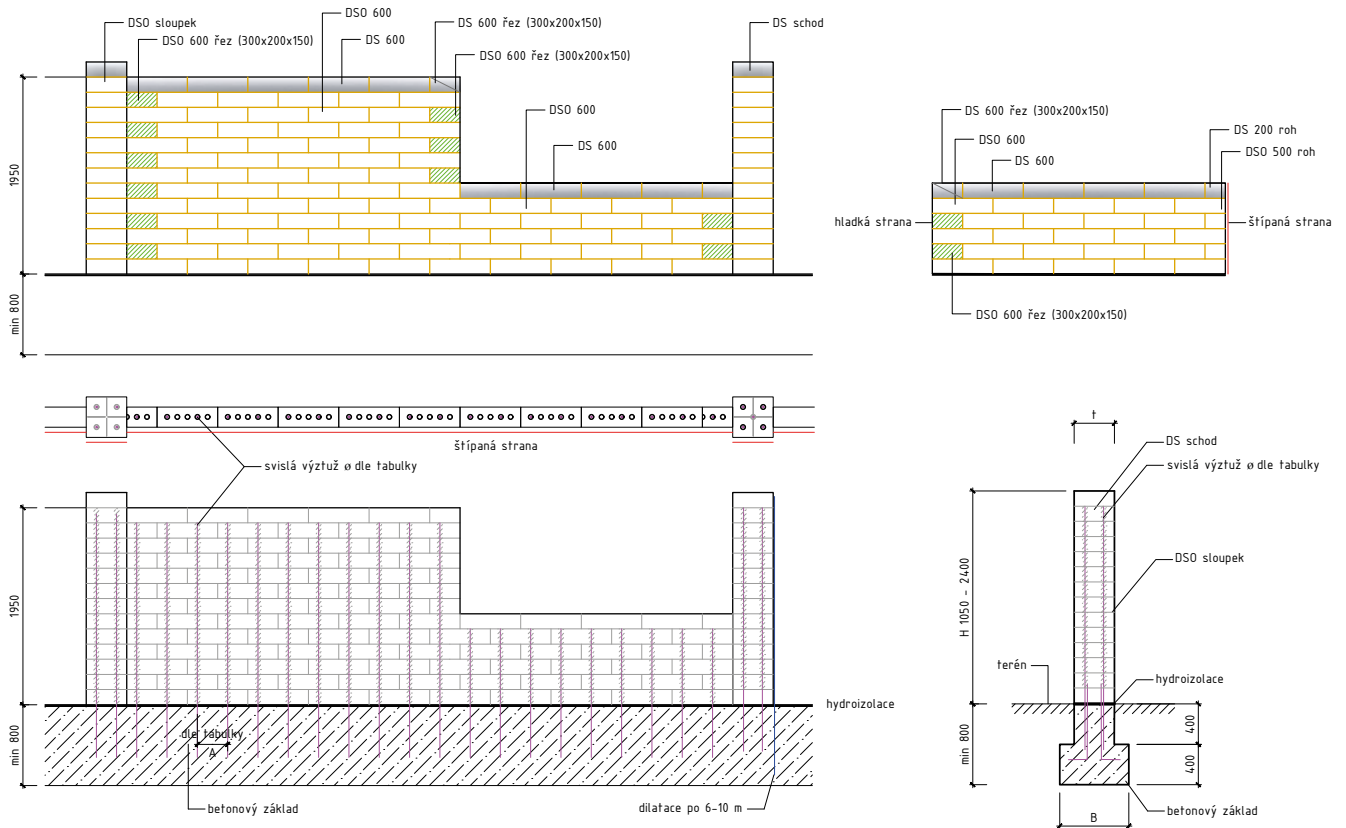 DSO sloupek
DSO 600 řez (300x200x150)
DSO 600
DS 600
DS 600 řez (300x200x150)
DSO 600 řez (300x200x150)
DS schod
DSO 600
DS 600
1950
min 800
DS 600 řez (300x200x150)
DSO 600
DS 600
DS 200 roh
DSO 500 roh
hladká strana
štípaná strana
DSO 600 řez (300x200x150)
štípaná strana
svislá výztuž ø dle tabulky
1950
min 800
dle tabulky
A
hydroizolace
betonový základ
dilatace po 6-10 m
t
DS schod
svislá výztuž ø dle tabulky
DSO sloupek
H 1050 - 2400
terén
hydroizolace
min 800
400
400
betonový základ
B